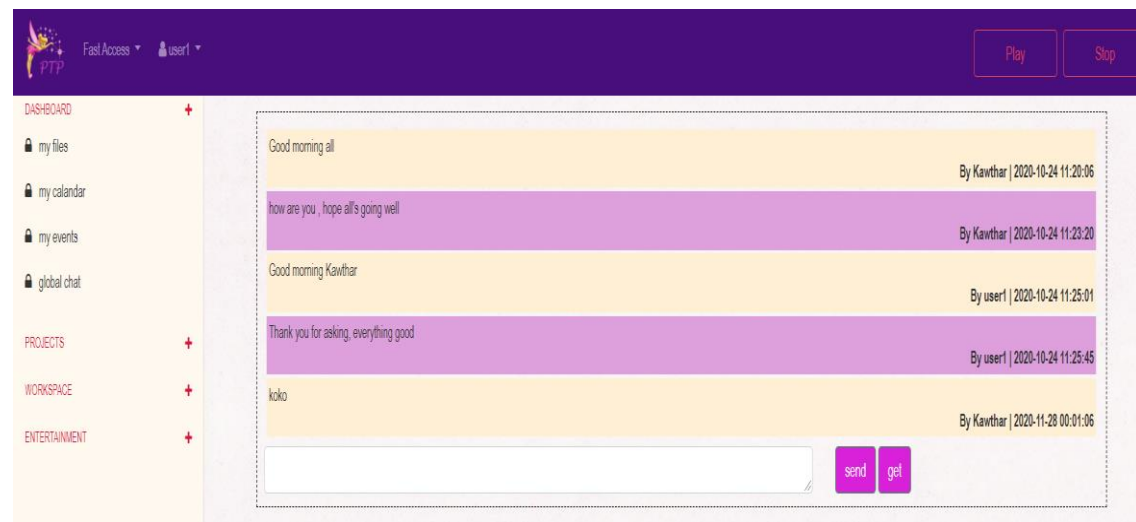 PTP
Fast Access
user1
Play
Stop
DASHBOARD
my files
my calandar
my events
global chat
PROJECTS
WORKSPACE
ENTERTAINMENT
Good morning all
By Kawthar | 2020-10-24 11:20:06
how are you , hope all's going well
By Kawthar | 2020-10-24 11:23:20
Good morning Kawthar
By user1 | 2020-10-24 11:25:01
Thank you for asking, everything good
By user1 | 2020-10-24 11:25:45
koko
By Kawthar | 2020-11-28 00:01:06
send
get